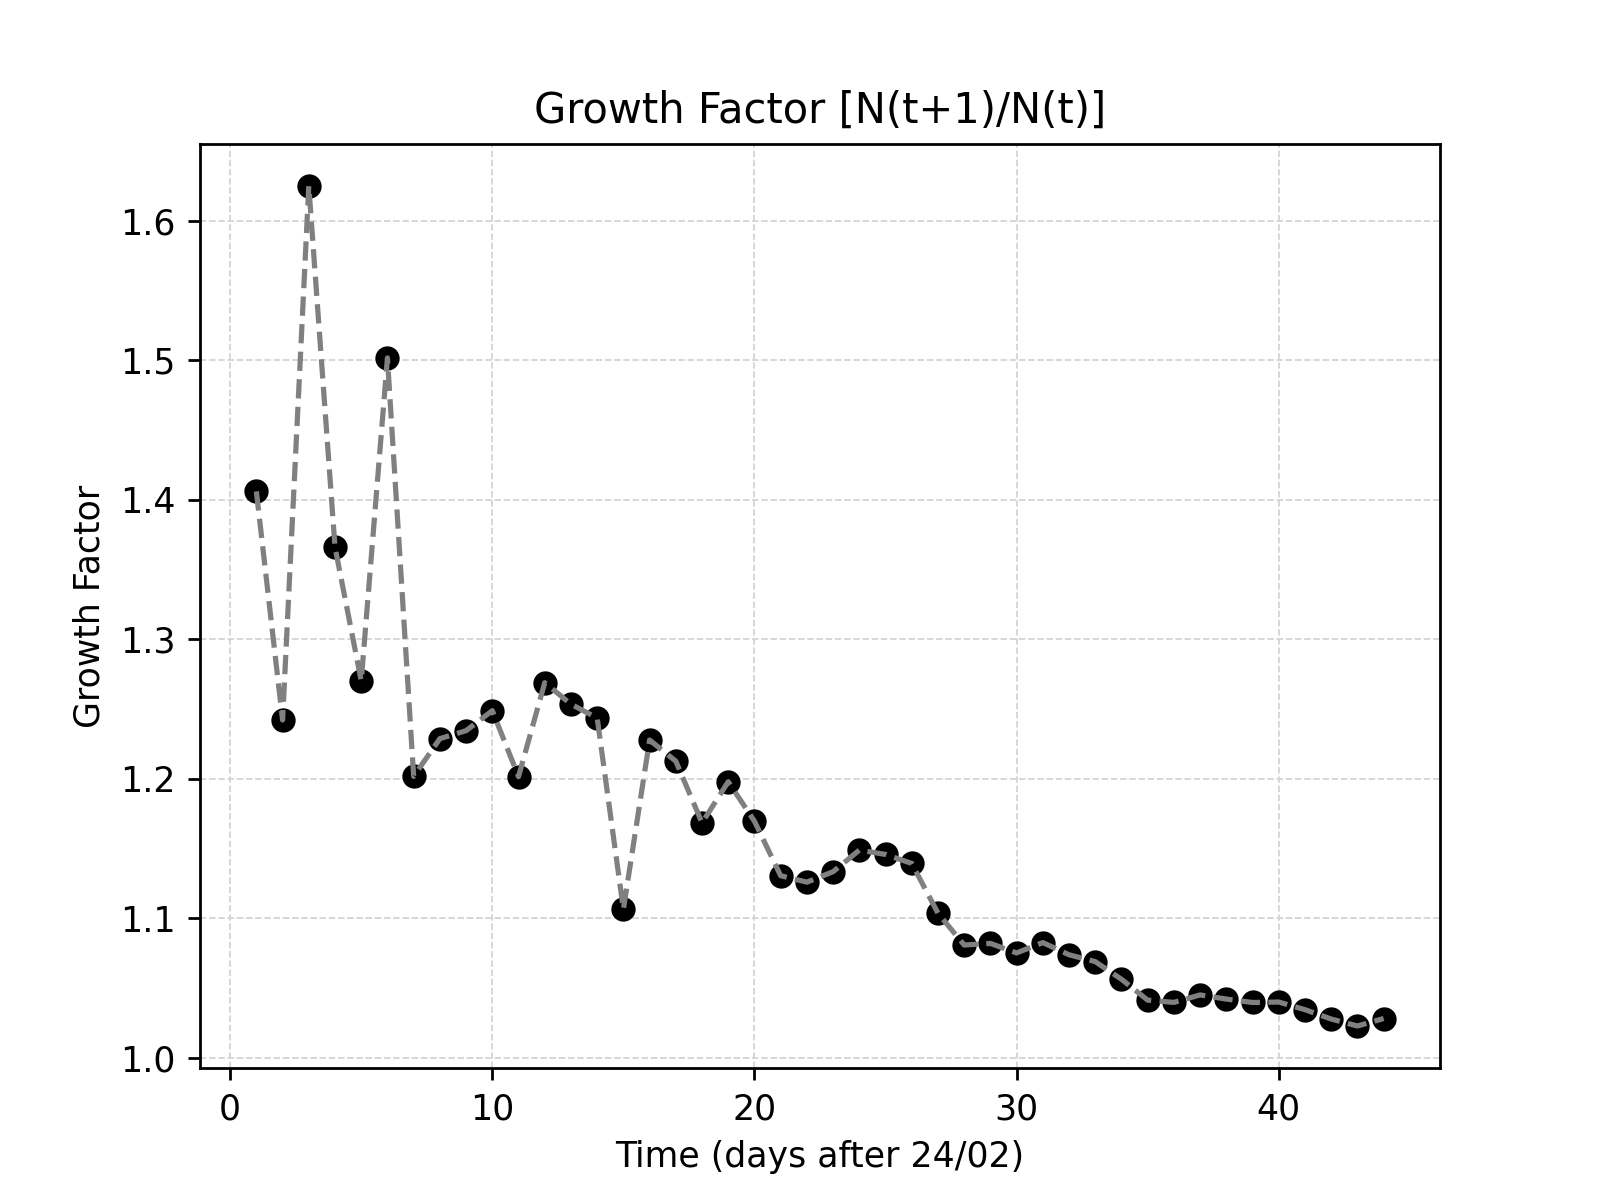 Growth Factor [N(t+1)/N(t)]
Growth Factor
1.6
1.5
1.4
1.3
1.2
1.1
1.0
0 10 20 30 40
Time (days after 24/02)